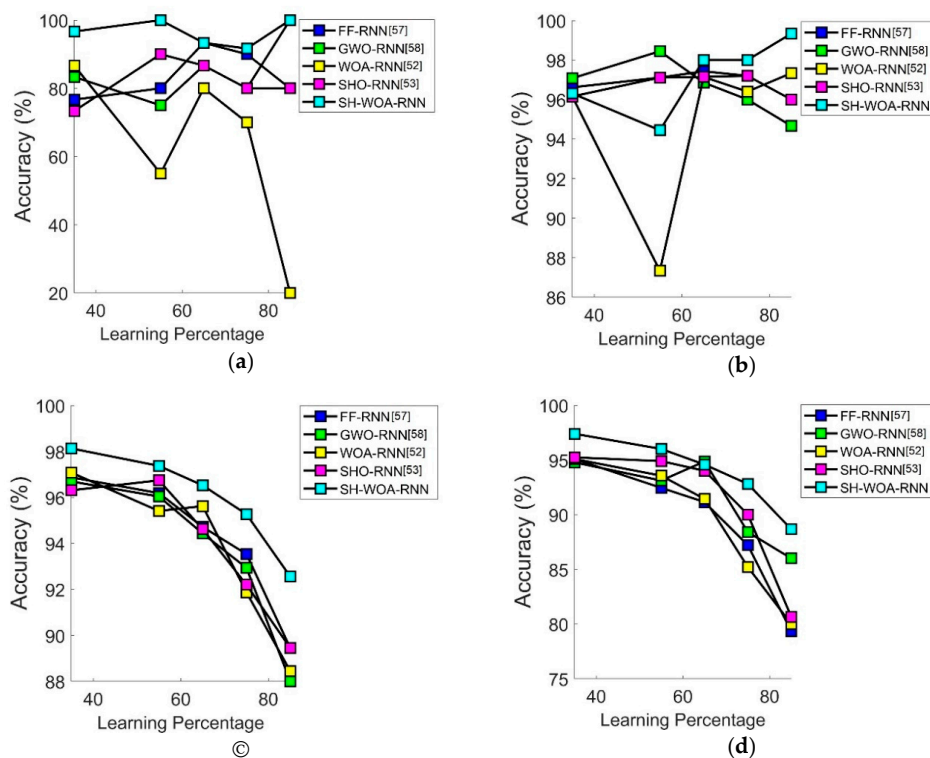 100
80
60
40
20
Accuracy (%)
40 60 80
Learning Percentage
FF-RNN[57]
GWO-RNN[58]
WOA-RNN[52]
SHO-RNN[53]
SH-WOA-RNN
(a)
100
98
96
94
92
90
88
86
Accuracy (%)
40 60 80
Learning Percentage
FF-RNN[57]
GWO-RNN[58]
WOA-RNN[52]
SHO-RNN[53]
SH-WOA-RNN
(b)
100
98
96
94
92
90
88
Accuracy (%)
40 60 80
Learning Percentage
FF-RNN[57]
GWO-RNN[58]
WOA-RNN[52]
SHO-RNN[53]
SH-WOA-RNN
©
100
95
90
85
80
75
Accuracy (%)
40 60 80
Learning Percentage
FF-RNN[57]
GWO-RNN[58]
WOA-RNN[52]
SHO-RNN[53]
SH-WOA-RNN
(d)